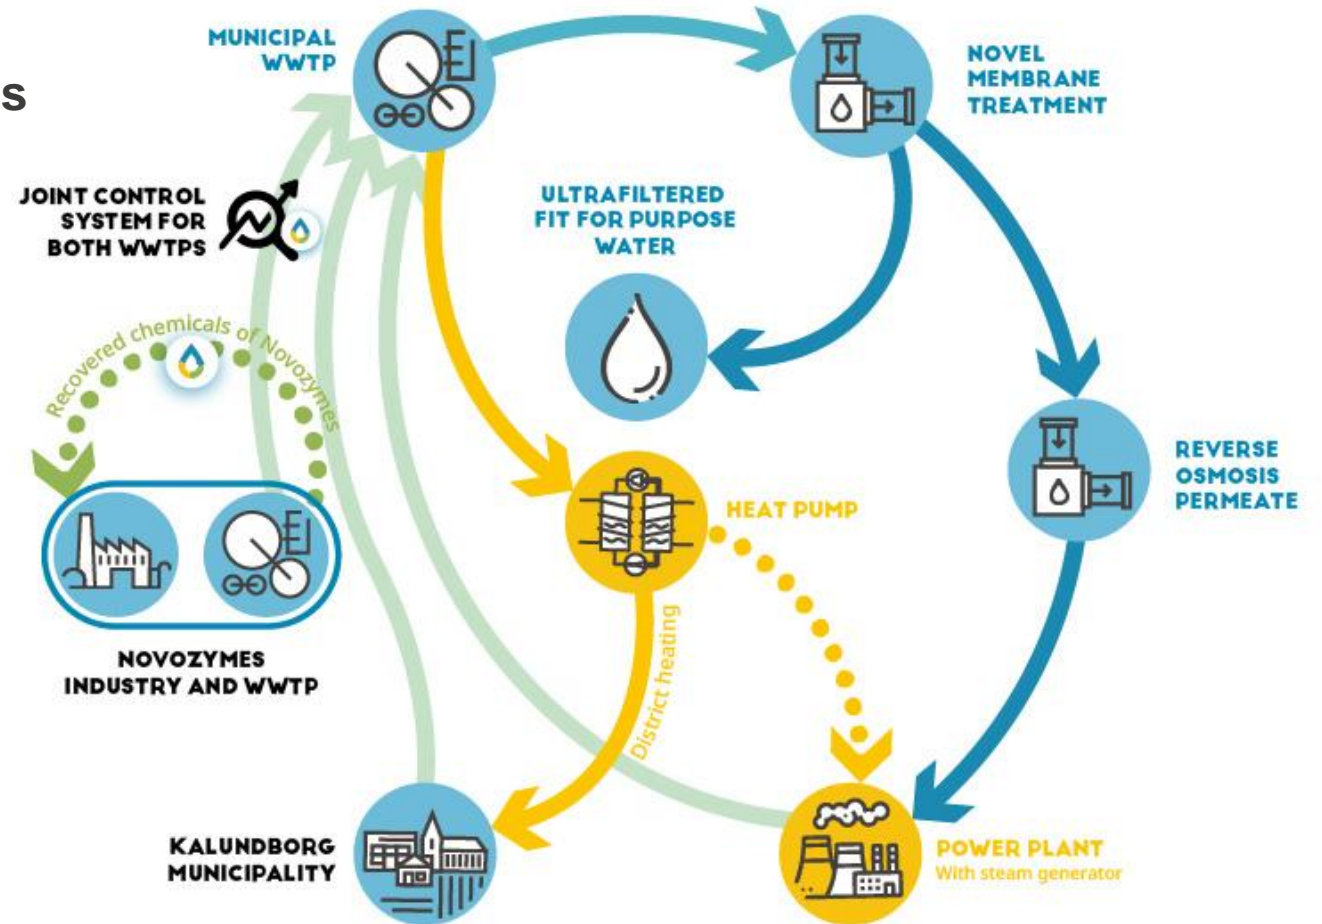 s
MUNICIPAL
WWTP
NOVEL
MEMBRANE
TREATMENT
JOINT CONTROL
SYSTEM FOR
BOTH WWTPS
ULTRAFILTERED
FIT FOR PURPOSE
WATER
Recovered chemicals of Novozymes
REVERSE
OSMOSIS
PERMEATE
HEAT PUMP
NOVOZYMES
INDUSTRY AND WWTP
District heating
KALUNDBORG
MUNICIPALITY
POWER PLANT
With steam generator